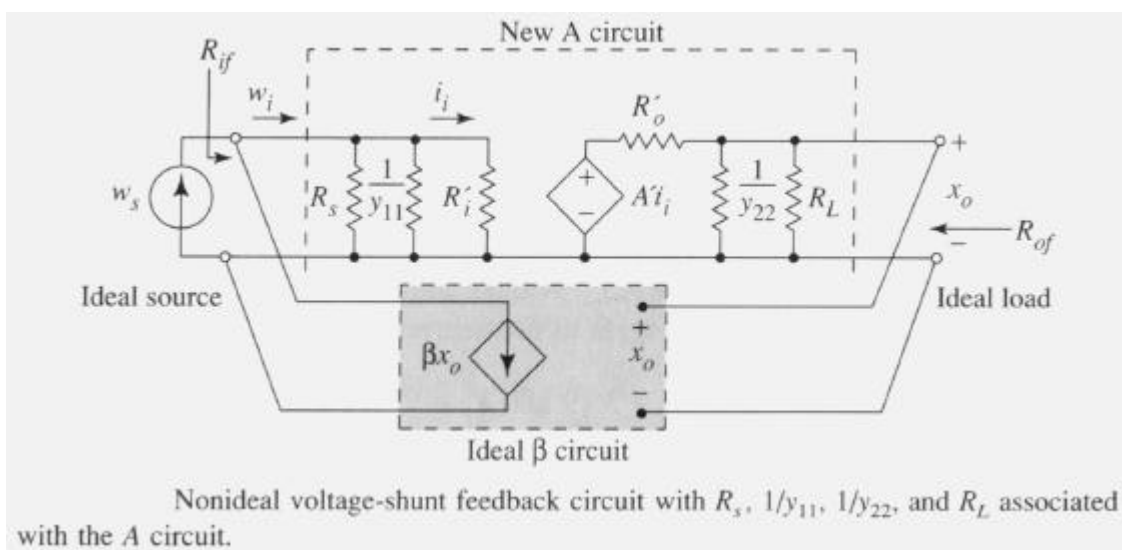 New A circuit
R_if
w_i
i_i
R'_o
+
w_s
R_s
1/y_11
R'_i
+
−
A'i_i
1/y_22
R_L
x_o
−
R_of
Ideal source
Ideal load
βx_o
+
x_o
−
Ideal β circuit
Nonideal voltage-shunt feedback circuit with R_s, 1/y_11, 1/y_22, and R_L associated
with the A circuit.